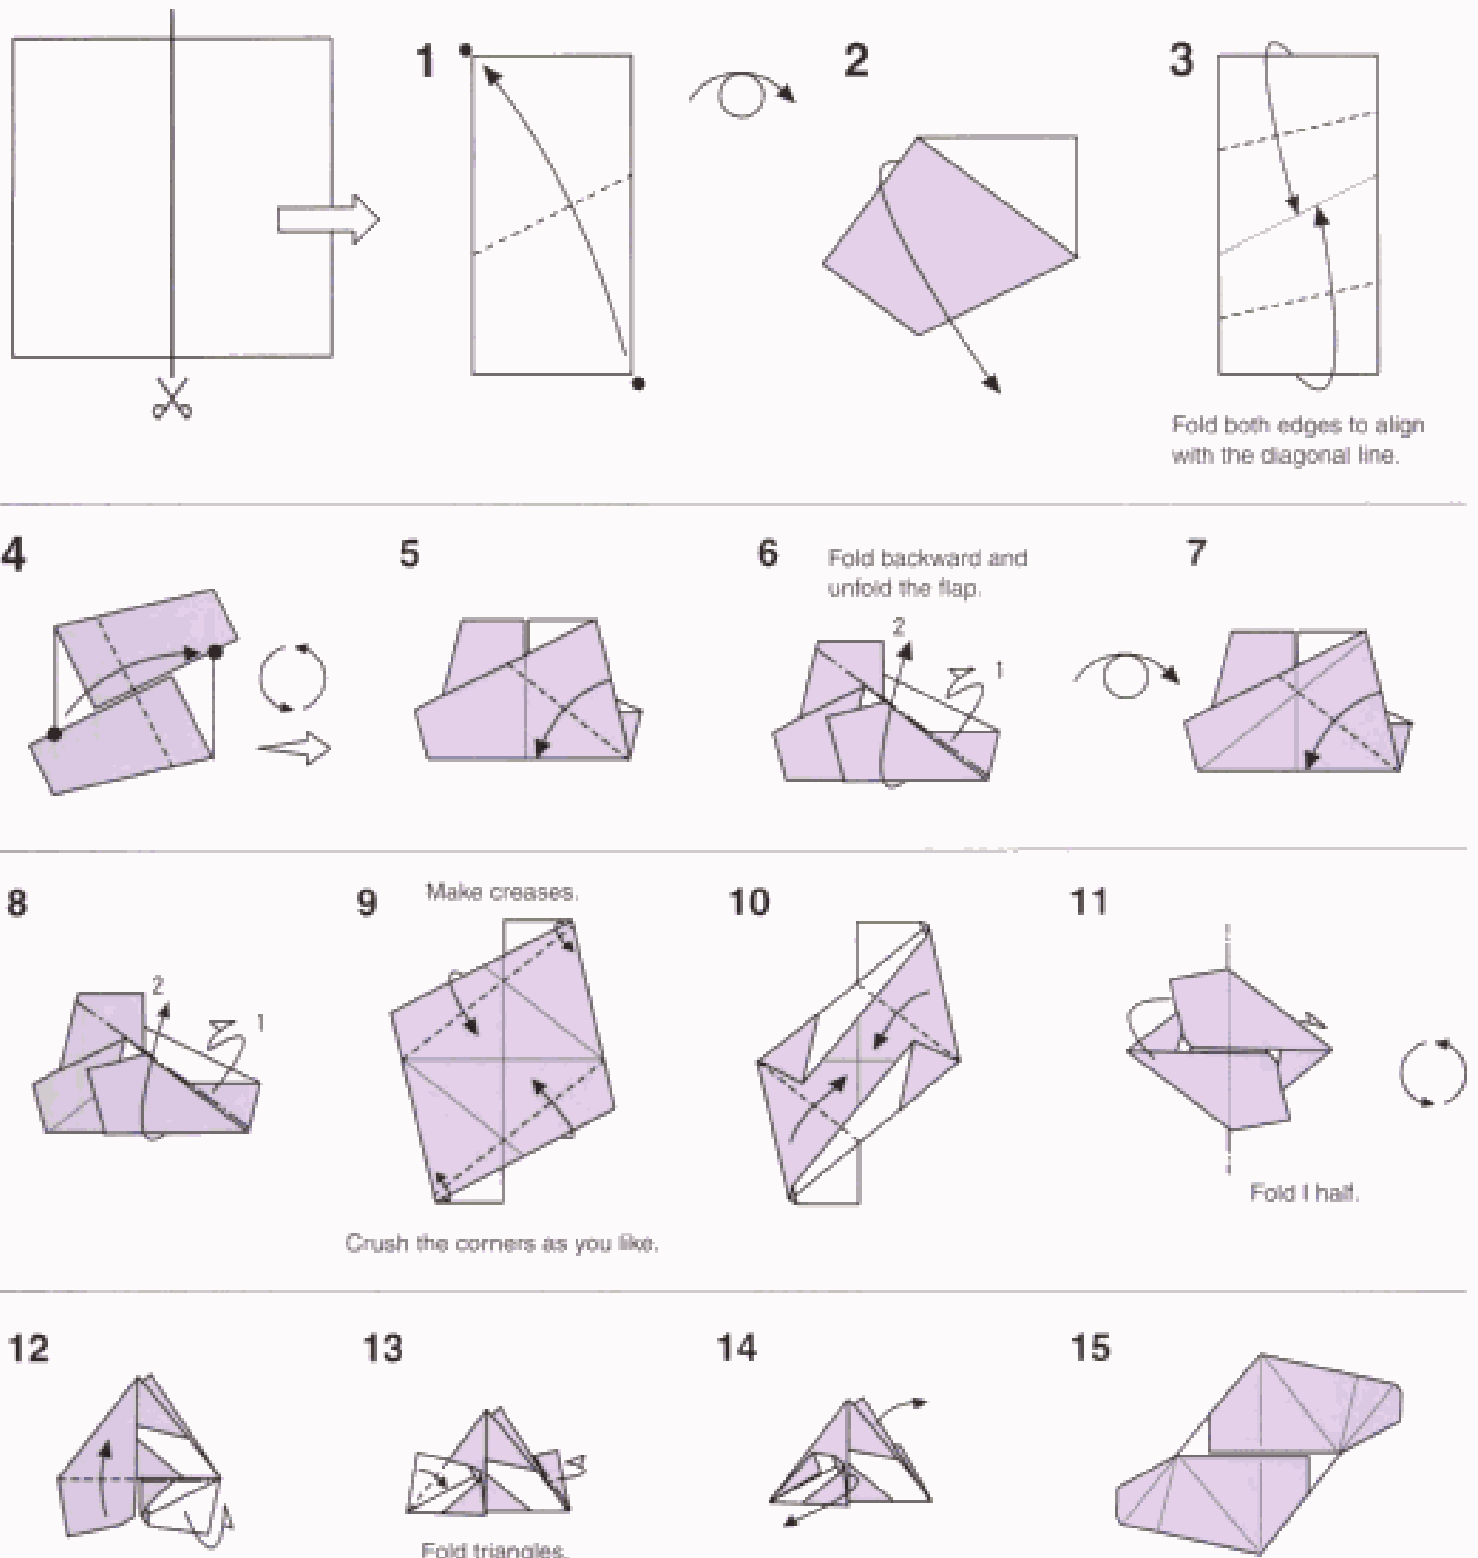 1
2
3
Fold both edges to align
with the diagonal line.
4
5
6
Fold backward and
unfold the flap.
2
1
7
8
2
1
9
Make creases.
Crush the corners as you like.
10
11
Fold I half.
12
13
Fold triangles.
14
15